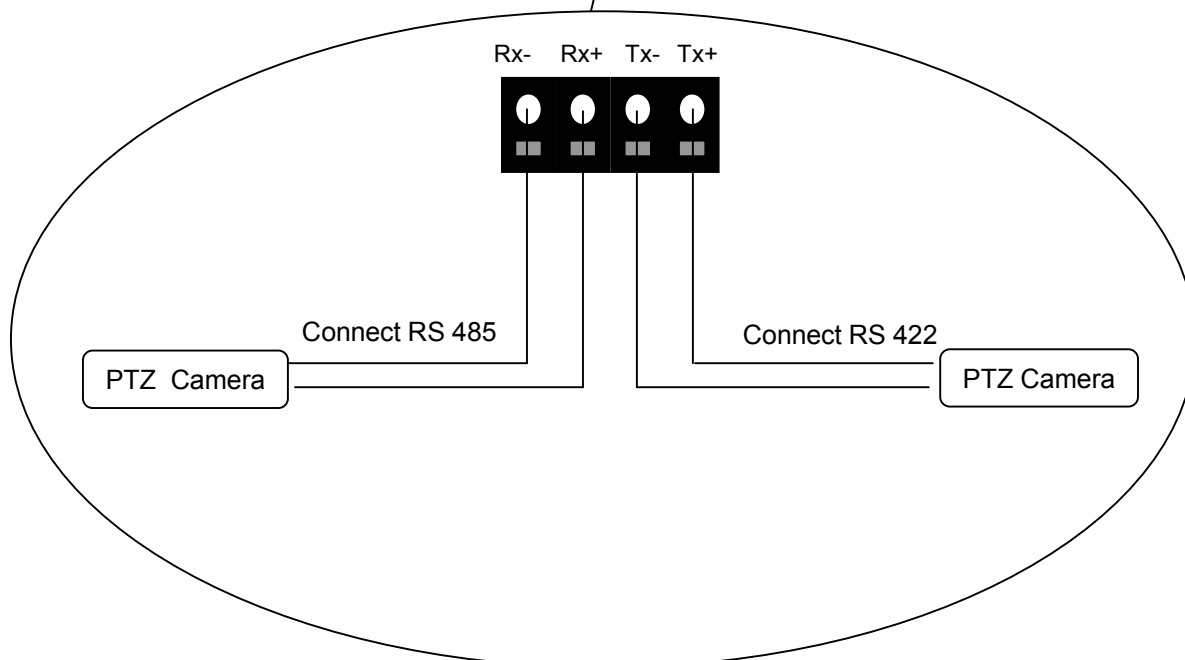 Rx- Rx+ Tx- Tx+
Connect RS 485
Connect RS 422
PTZ Camera
PTZ Camera